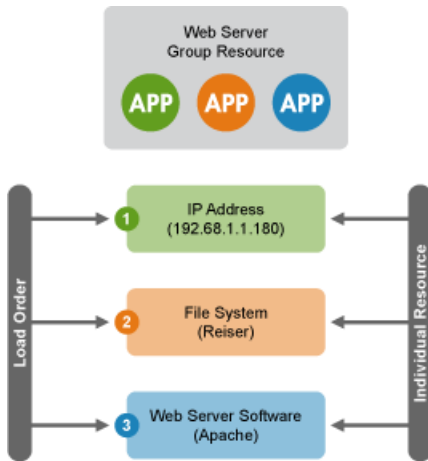 Web Server
Group Resource
APP APP APP
Load Order
1
IP Address
(192.68.1.1.180)
2
File System
(Reiser)
3
Web Server Software
(Apache)
Individual Resource